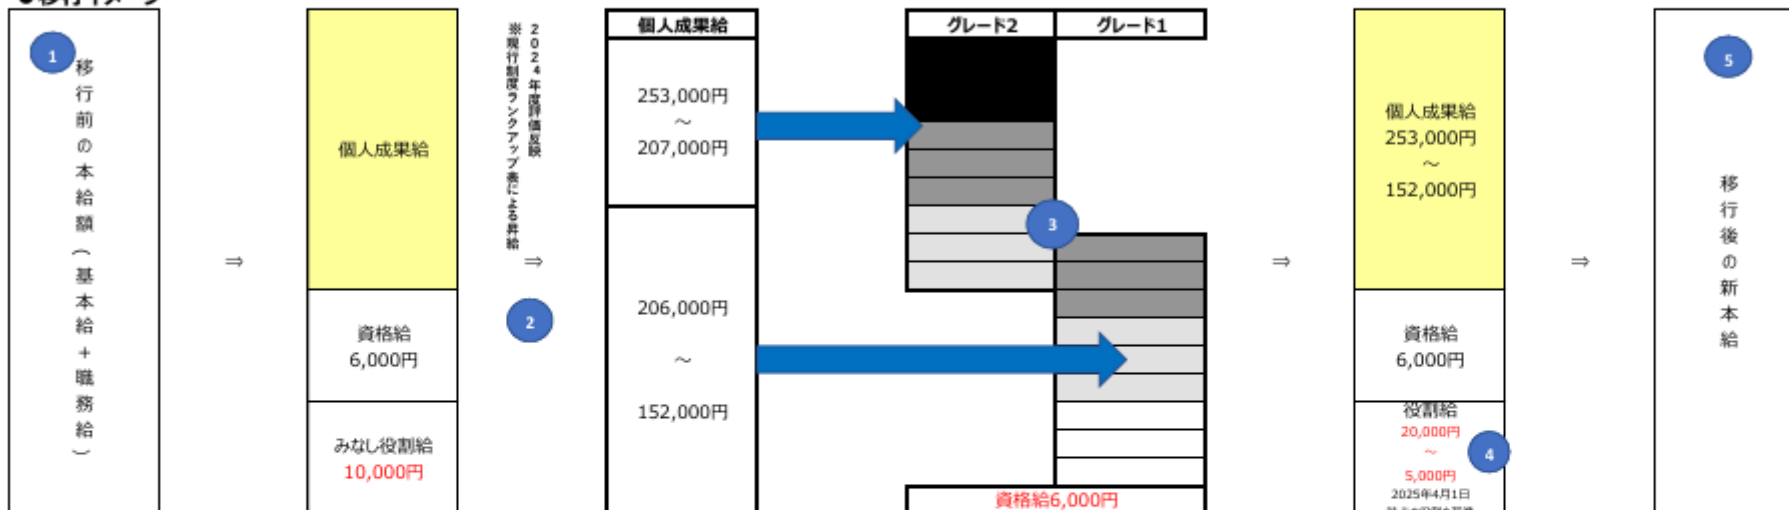 1
移行前の本給額（基本給＋職務給）
⇒
個人成果給
資格給
6,000円
みなし役割給
10,000円
2024年度評価反映
※現行制度ランクアップ表による昇給
⇒
2
個人成果給
253,000円
～
207,000円
206,000円
～
152,000円
グレード2
グレード1
3
資格給6,000円
⇒
個人成果給
253,000円
～
152,000円
資格給
6,000円
役割給
20,000円
～
5,000円
2025年4月1日
4
⇒
5
移行後の新本給